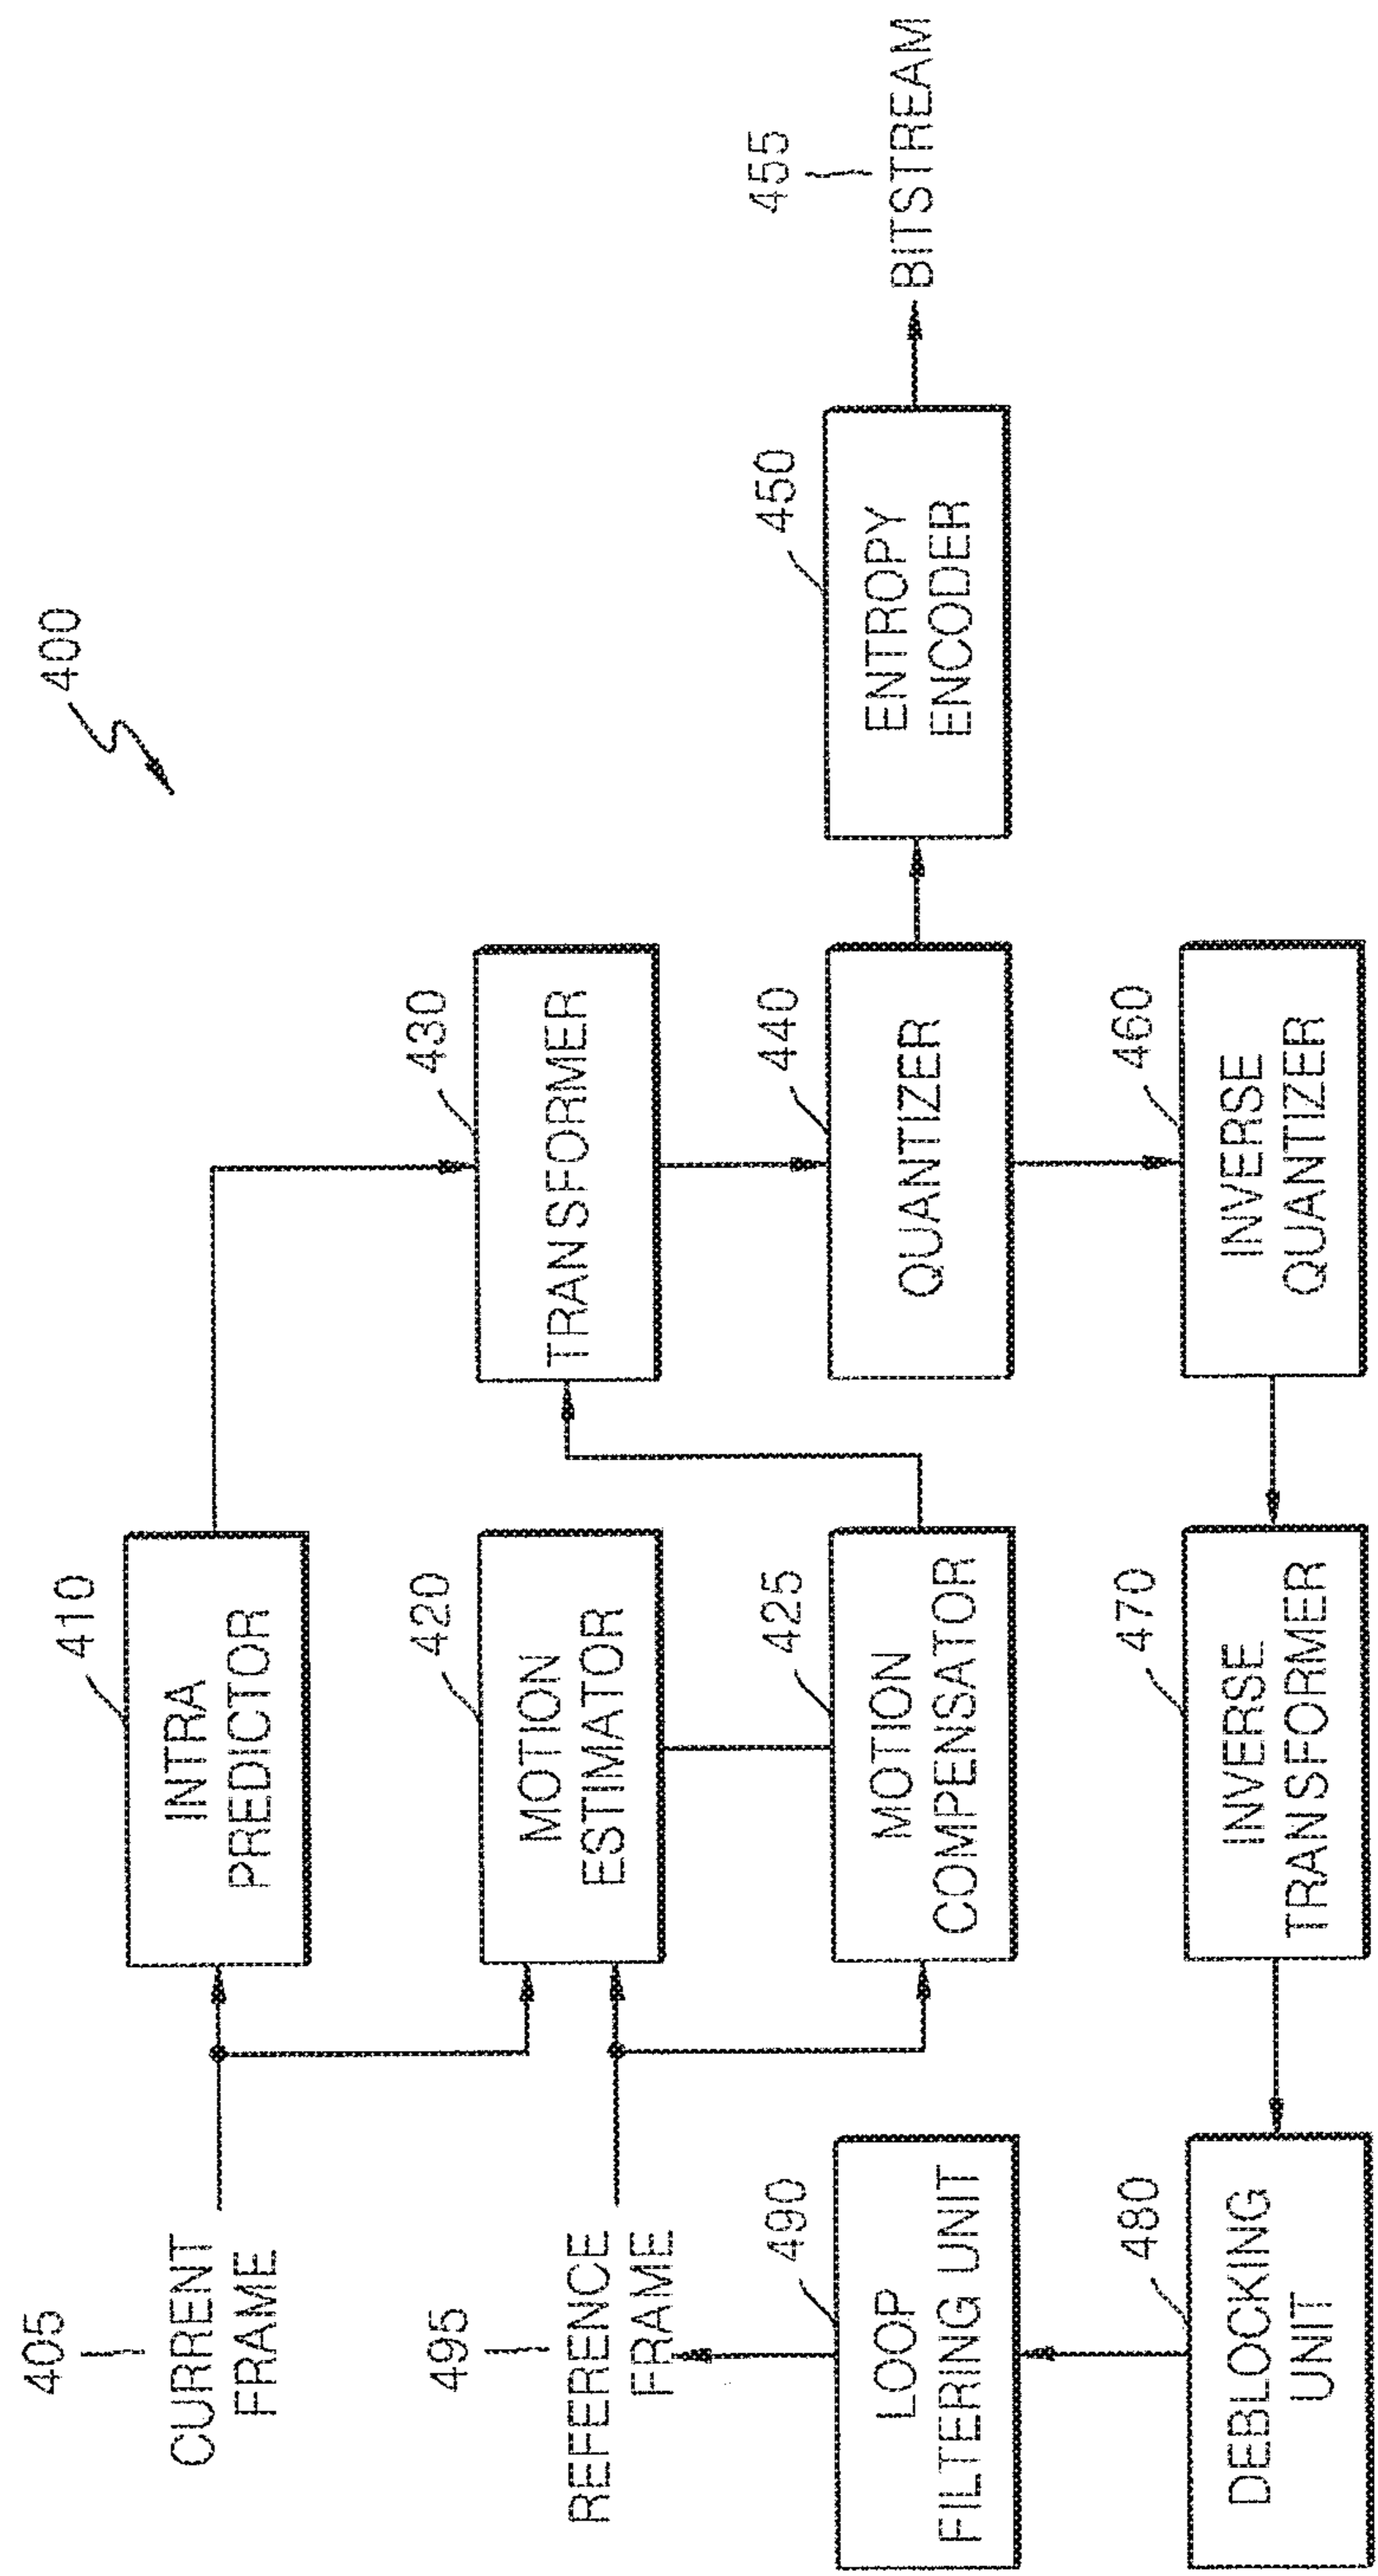 400
405
CURRENT
FRAME
410
INTRA
PREDICTOR
495
REFERENCE
FRAME
420
MOTION
ESTIMATOR
430
TRANSFORMER
490
LOOP
FILTERING UNIT
425
MOTION
COMPENSATOR
440
QUANTIZER
450
ENTROPY
ENCODER
455
BITSTREAM
480
DEBLOCKING
UNIT
470
INVERSE
TRANSFORMER
460
INVERSE
QUANTIZER